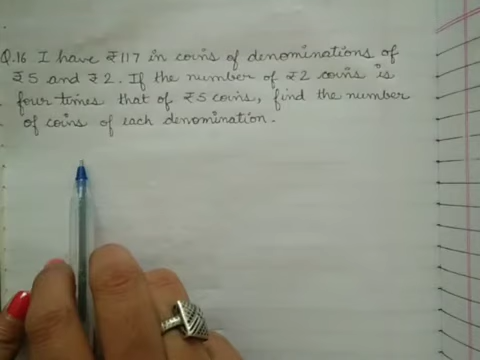 Q.16 I have ₹117 in coins of denominations of
₹5 and ₹2. If the number of ₹2 coins is
four times that of ₹5 coins, find the number
of coins of each denomination.